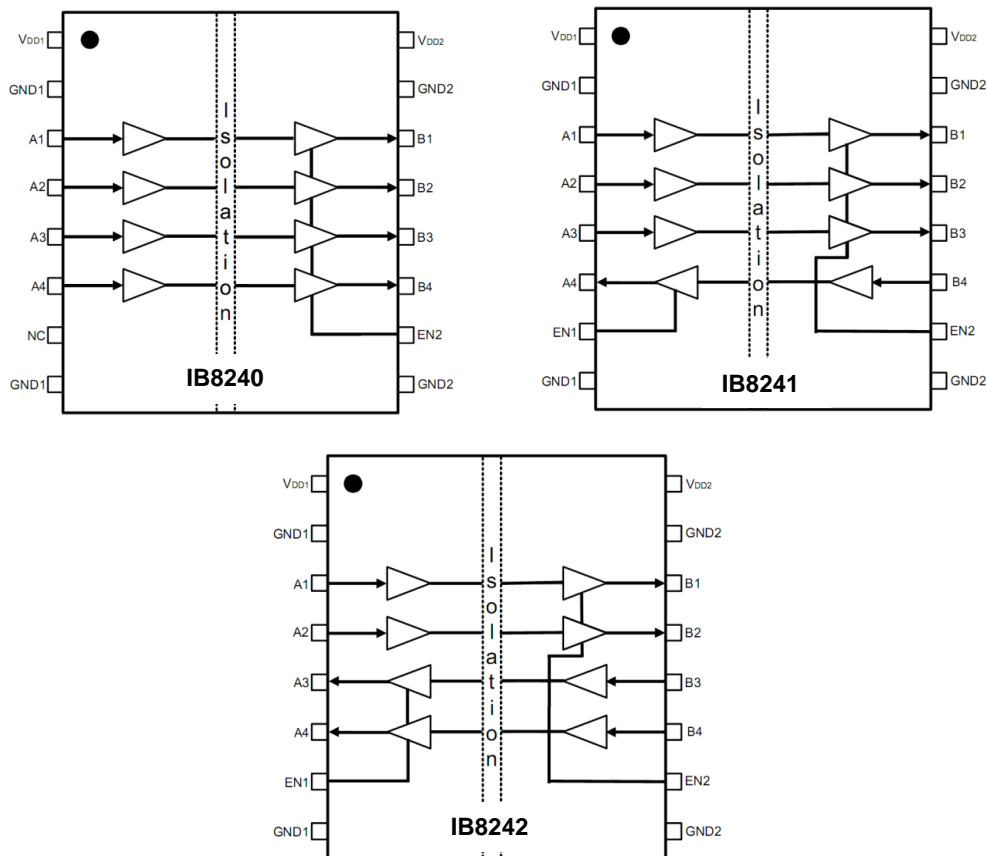 VDD1
GND1
A1
A2
A3
A4
NC
GND1
Isolation
VDD2
GND2
B1
B2
B3
B4
EN2
GND2
IB8240
VDD1
GND1
A1
A2
A3
A4
EN1
GND1
Isolation
VDD2
GND2
B1
B2
B3
B4
EN2
GND2
IB8241
VDD1
GND1
A1
A2
A3
A4
EN1
GND1
Isolation
VDD2
GND2
B1
B2
B3
B4
EN2
GND2
IB8242